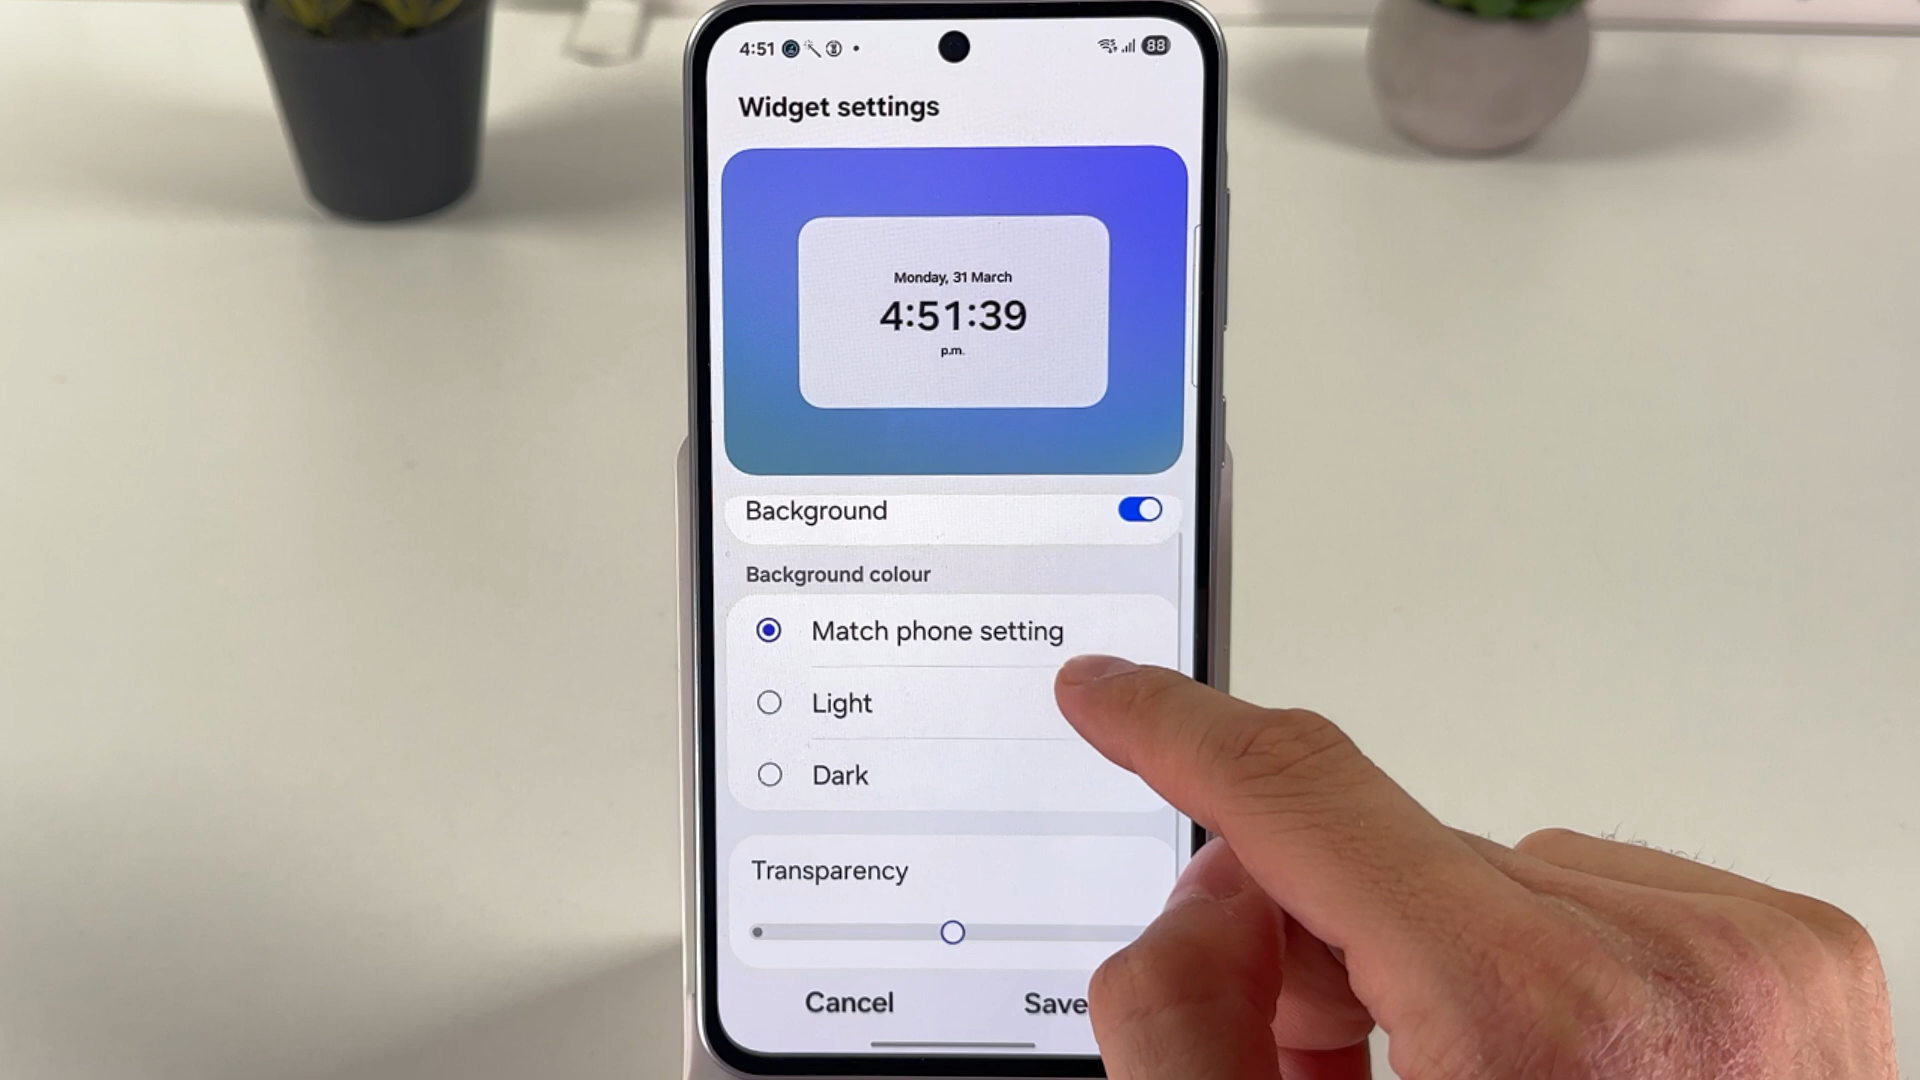 4:51
88
Widget settings
Monday, 31 March
4:51:39
p.m.
Background
Background colour
Match phone setting
Light
Dark
Transparency
Cancel
Save